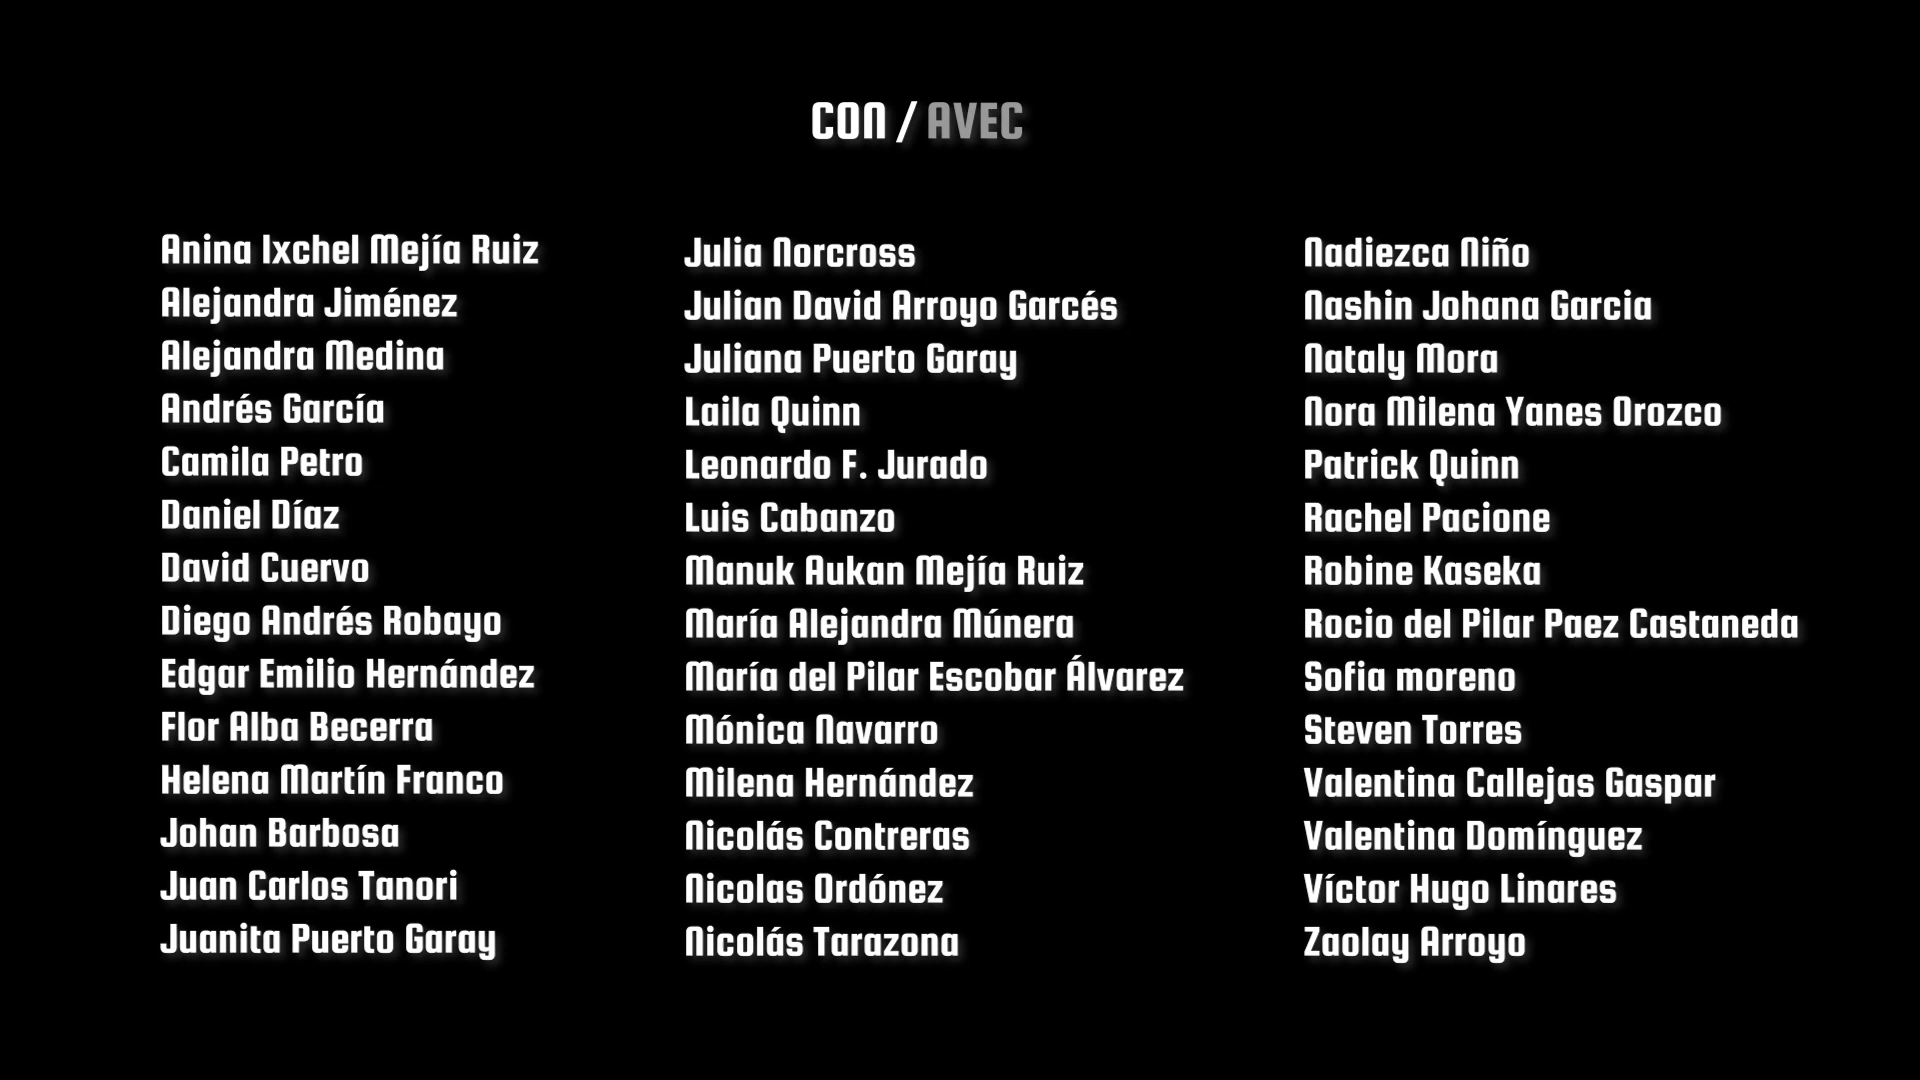 CON / AVEC
Anina Ixchel Mejía Ruiz
Alejandra Jiménez
Alejandra Medina
Andrés García
Camila Petro
Daniel Díaz
David Cuervo
Diego Andrés Robayo
Edgar Emilio Hernández
Flor Alba Becerra
Helena Martín Franco
Johan Barbosa
Juan Carlos Tanori
Juanita Puerto Garay
Julia Norcross
Julian David Arroyo Garcés
Juliana Puerto Garay
Laila Quinn
Leonardo F. Jurado
Luis Cabanzo
Manuk Aukan Mejía Ruiz
María Alejandra Múnera
María del Pilar Escobar Álvarez
Mónica Navarro
Milena Hernández
Nicolás Contreras
Nicolas Ordónez
Nicolás Tarazona
Nadiezca Niño
Nashin Johana Garcia
Nataly Mora
Nora Milena Yanes Orozco
Patrick Quinn
Rachel Pacione
Robine Kaseka
Rocio del Pilar Paez Castaneda
Sofia moreno
Steven Torres
Valentina Callejas Gaspar
Valentina Domínguez
Víctor Hugo Linares
Zaolay Arroyo